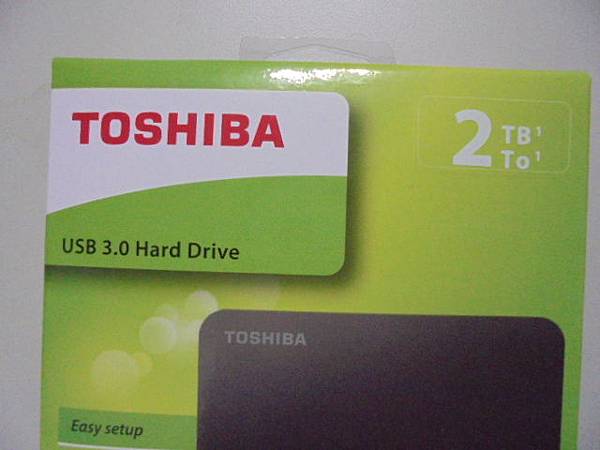 TOSHIBA
2 TB¹
To¹
USB 3.0 Hard Drive
TOSHIBA
Easy setup